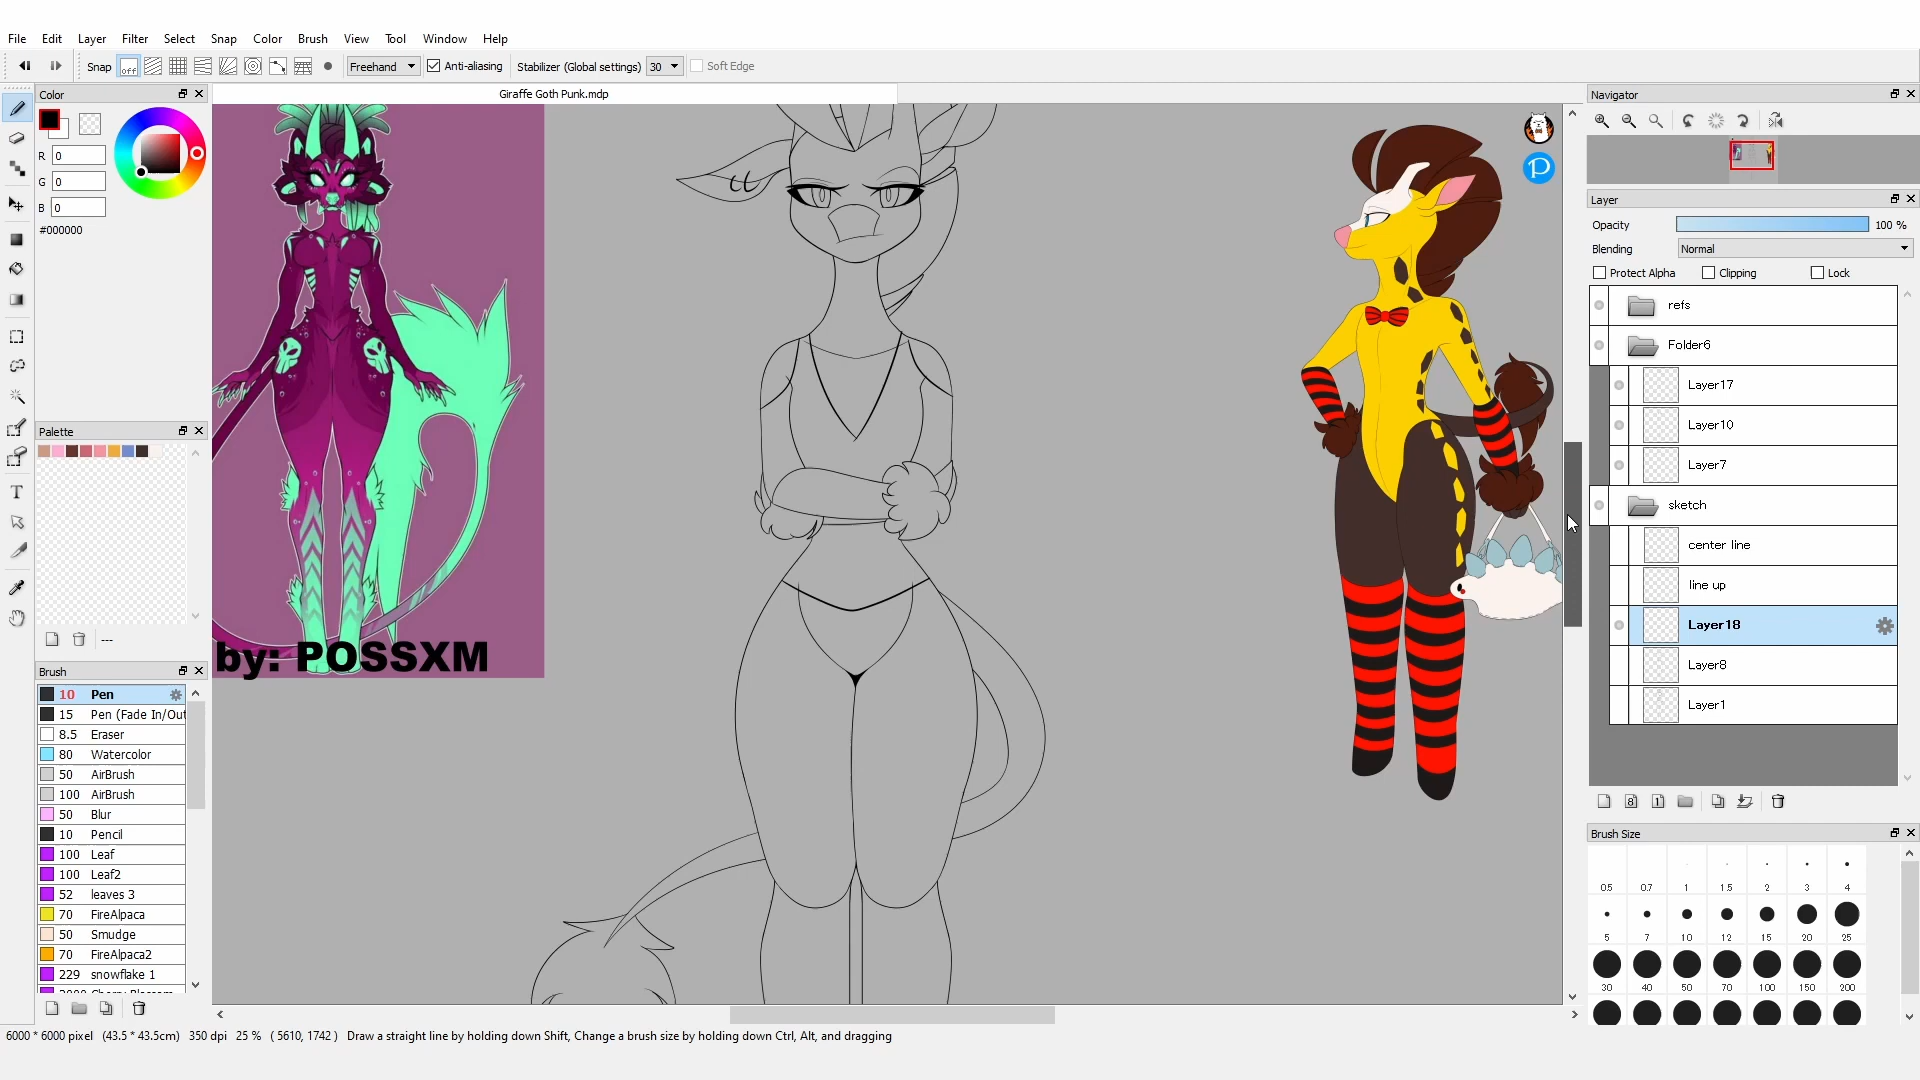 File Edit Layer Filter Select Snap Color Brush View Tool Window Help
Snap off Freehand Anti-aliasing Stabilizer (Global settings) 30 Soft Edge
Color
Giraffe Goth Punk.mdp
Navigator
R 0
G 0
B 0
#000000
Layer
Opacity 100 %
Blending Normal
Protect Alpha Clipping Lock
refs
Folder6
Layer17
Layer10
Layer7
sketch
center line
line up
Layer18
Layer8
Layer1
Palette
---
by: POSSXM
P
Brush
10 Pen
15 Pen (Fade In/Out
8.5 Eraser
80 Watercolor
50 AirBrush
100 AirBrush
50 Blur
10 Pencil
100 Leaf
100 Leaf2
52 leaves 3
70 FireAlpaca
50 Smudge
70 FireAlpaca2
229 snowflake 1
8 1
Brush Size
0.5 0.7 1 1.5 2 3 4
5 7 10 12 15 20 25
30 40 50 70 100 150 200
6000 * 6000 pixel (43.5 * 43.5cm) 350 dpi 25 % ( 5610, 1742 ) Draw a straight line by holding down Shift, Change a brush size by holding down Ctrl, Alt, and dragging